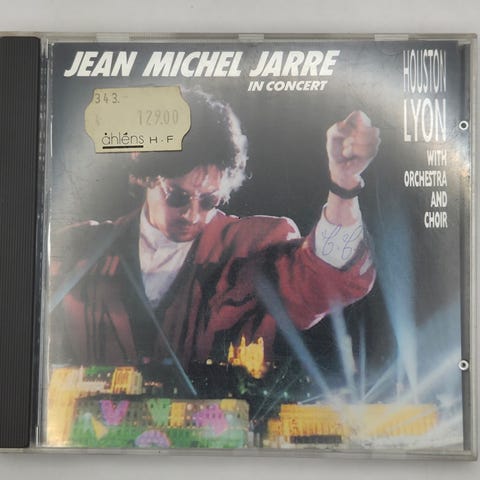 JEAN MICHEL JARRE
IN CONCERT
HOUSTON
LYON
WITH
ORCHESTRA
AND
CHOIR
343.
129.00
åhléns H-F